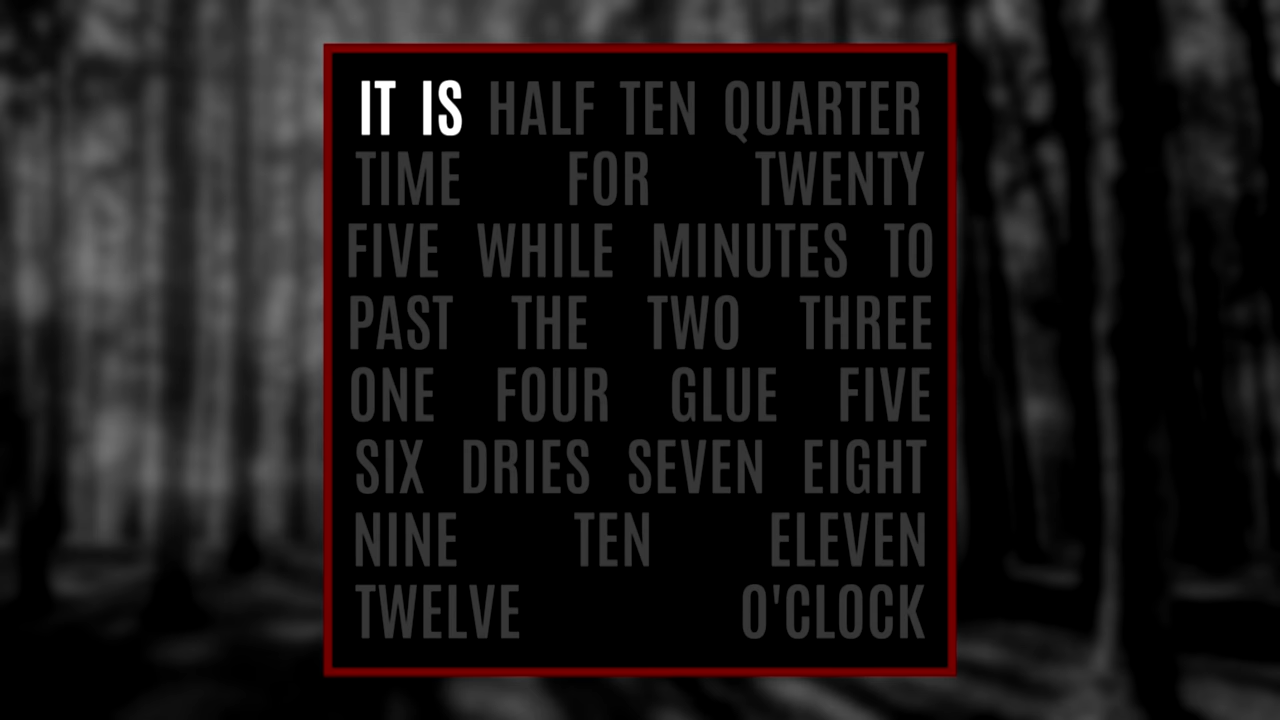 IT IS HALF TEN QUARTER
TIME FOR TWENTY
FIVE WHILE MINUTES TO
PAST THE TWO THREE
ONE FOUR GLUE FIVE
SIX DRIES SEVEN EIGHT
NINE TEN ELEVEN
TWELVE O'CLOCK